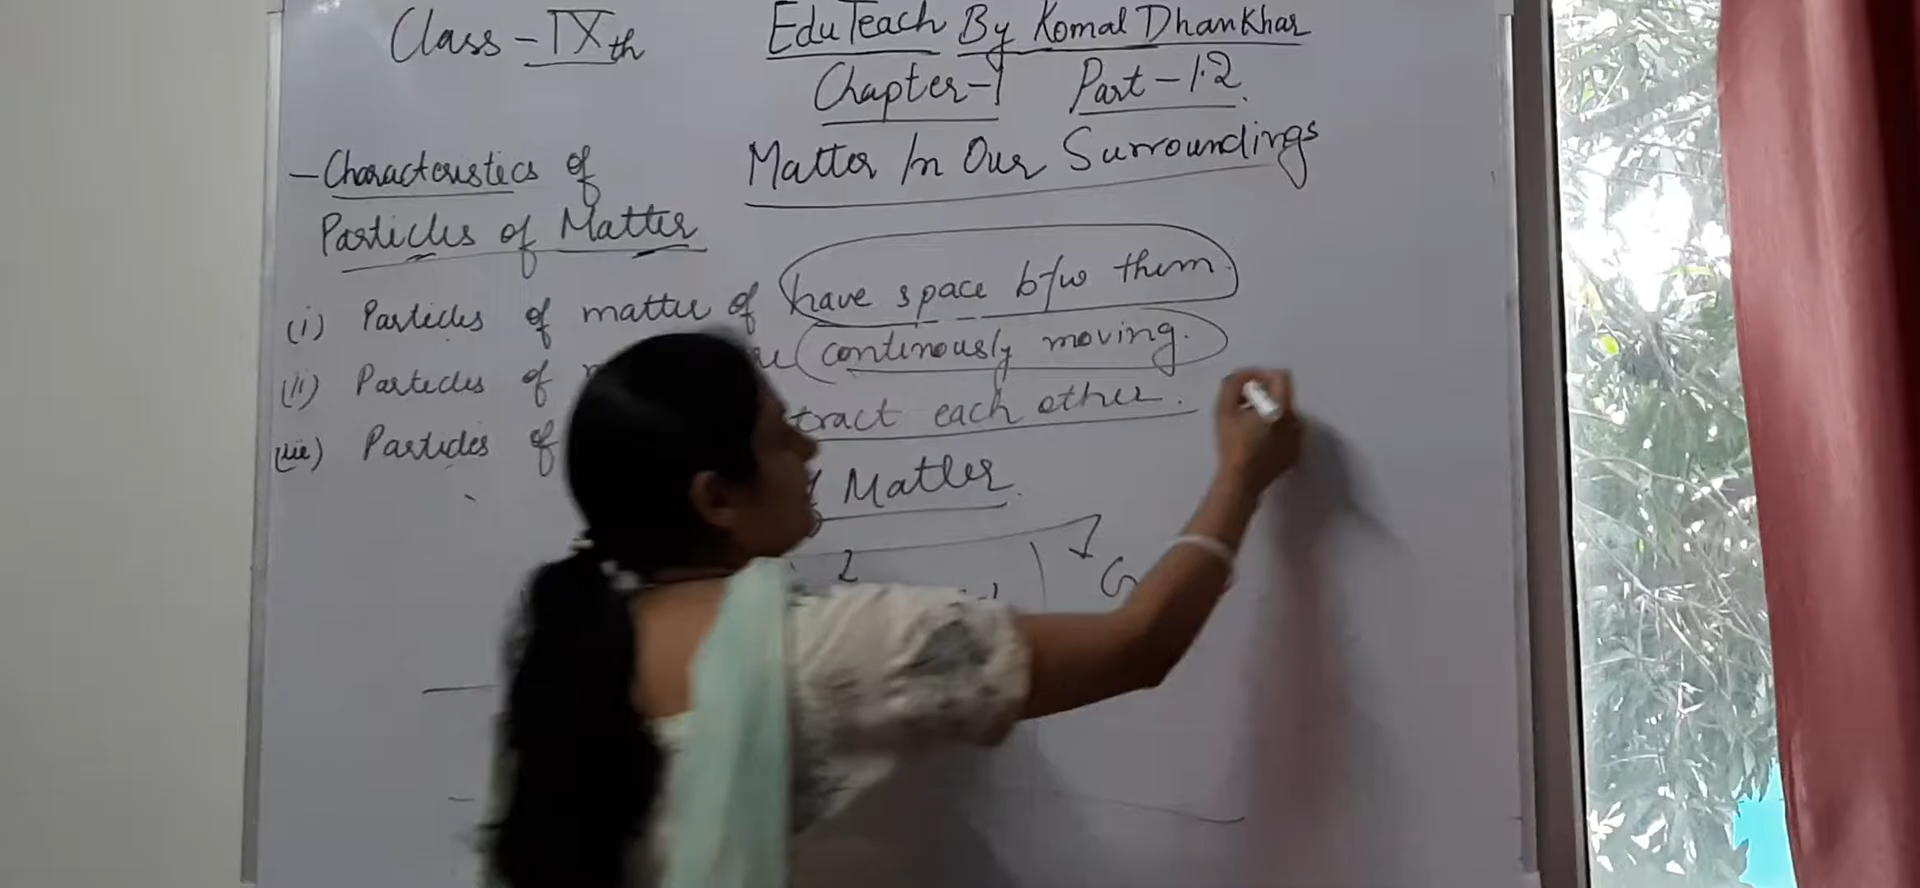 Class - IXth
EduTeach By Komal Dhankhar
Chapter-1 Part-1.2
Matter In Our Surroundings
- Characteristics of
Particles of Matter
(i) Particles of matter of have space b/w them.
(ii) Particles of continously moving.
(iii) Particles of tract each other.
Matter
2
G